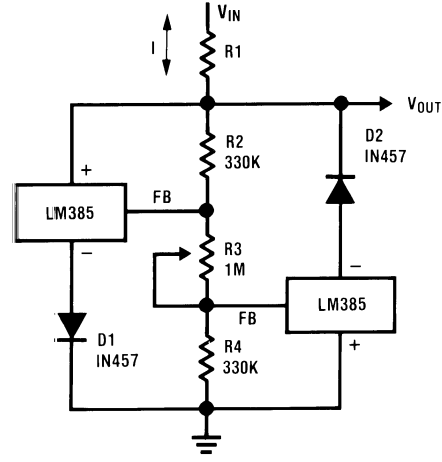 VIN
I
R1
VOUT
R2
330K
D2
IN457
+
FB
LM385
R3
1M
−
−
LM385
FB
D1
IN457
R4
330K
+